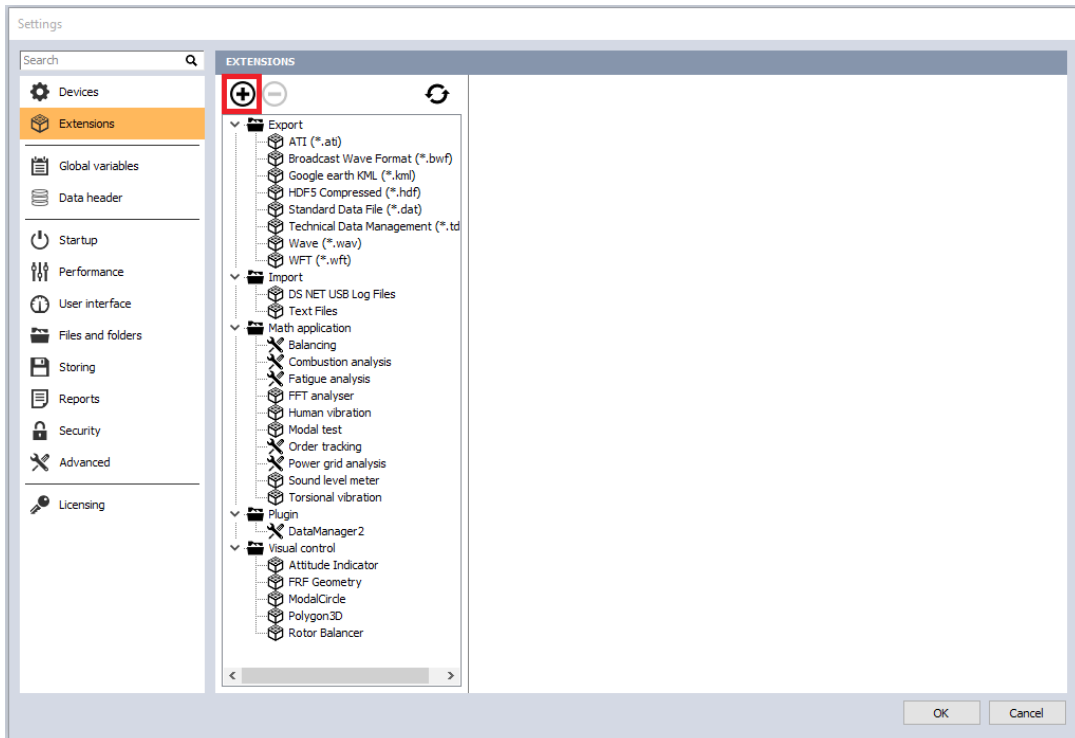 Settings
Search
EXTENSIONS
Devices
Extensions
Global variables
Data header
Startup
Performance
User interface
Files and folders
Storing
Reports
Security
Advanced
Licensing
Export
ATI (*.ati)
Broadcast Wave Format (*.bwf)
Google earth KML (*.kml)
HDF5 Compressed (*.hdf)
Standard Data File (*.dat)
Technical Data Management (*.td
Wave (*.wav)
WFT (*.wft)
Import
DS NET USB Log Files
Text Files
Math application
Balancing
Combustion analysis
Fatigue analysis
FFT analyser
Human vibration
Modal test
Order tracking
Power grid analysis
Sound level meter
Torsional vibration
Plugin
DataManager2
Visual control
Attitude Indicator
FRF Geometry
ModalCircle
Polygon3D
Rotor Balancer
OK
Cancel